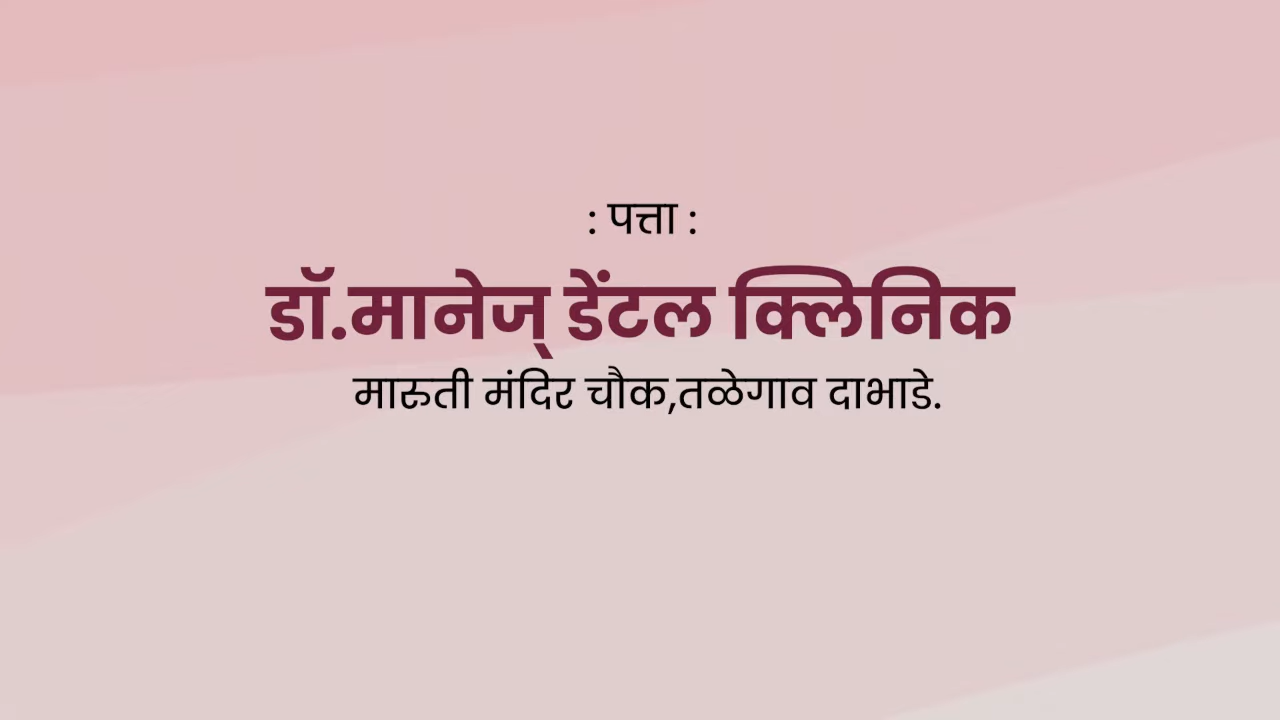 : पत्ता :
डॉ.मानेज् डेंटल क्लिनिक
मारुती मंदिर चौक,तळेगाव दाभाडे.